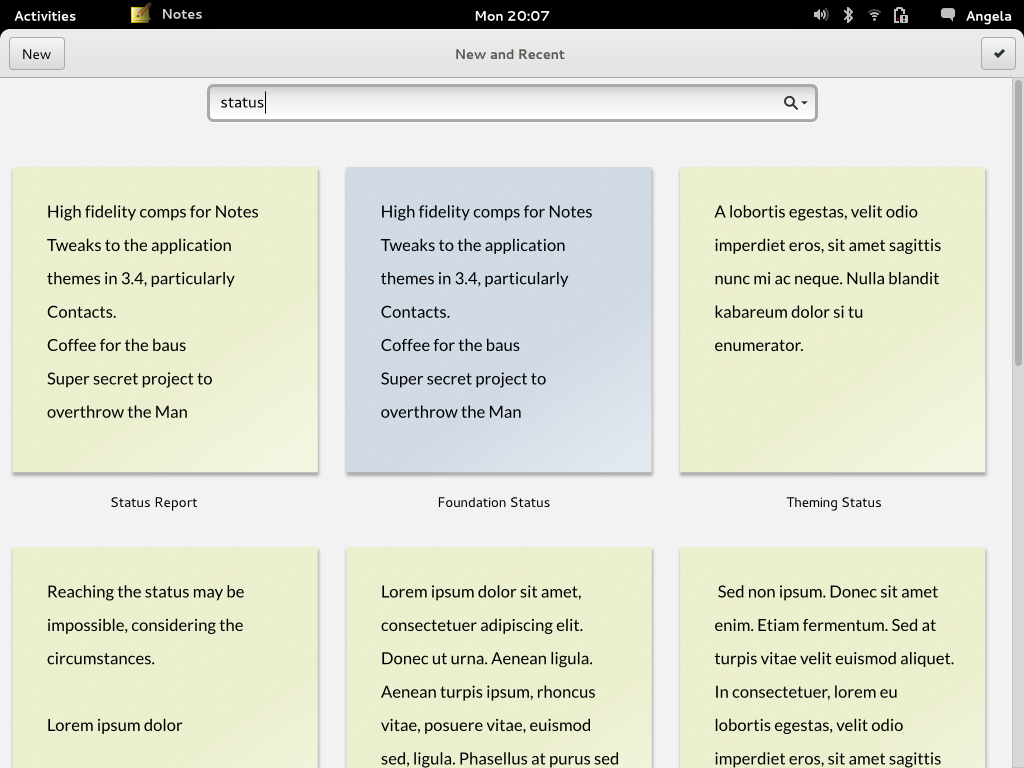 Activities
Notes
Mon 20:07
Angela
New
New and Recent
status
High fidelity comps for Notes
Tweaks to the application
themes in 3.4, particularly
Contacts.
Coffee for the baus
Super secret project to
overthrow the Man
Status Report
High fidelity comps for Notes
Tweaks to the application
themes in 3.4, particularly
Contacts.
Coffee for the baus
Super secret project to
overthrow the Man
Foundation Status
A lobortis egestas, velit odio
imperdiet eros, sit amet sagittis
nunc mi ac neque. Nulla blandit
kabareum dolor si tu
enumerator.
Theming Status
Reaching the status may be
impossible, considering the
circumstances.
Lorem ipsum dolor
Lorem ipsum dolor sit amet,
consectetuer adipiscing elit.
Donec ut urna. Aenean ligula.
Aenean turpis ipsum, rhoncus
vitae, posuere vitae, euismod
sed, ligula. Phasellus at purus sed
Sed non ipsum. Donec sit amet
enim. Etiam fermentum. Sed at
turpis vitae velit euismod aliquet.
In consectetuer, lorem eu
lobortis egestas, velit odio
imperdiet eros, sit amet sagittis